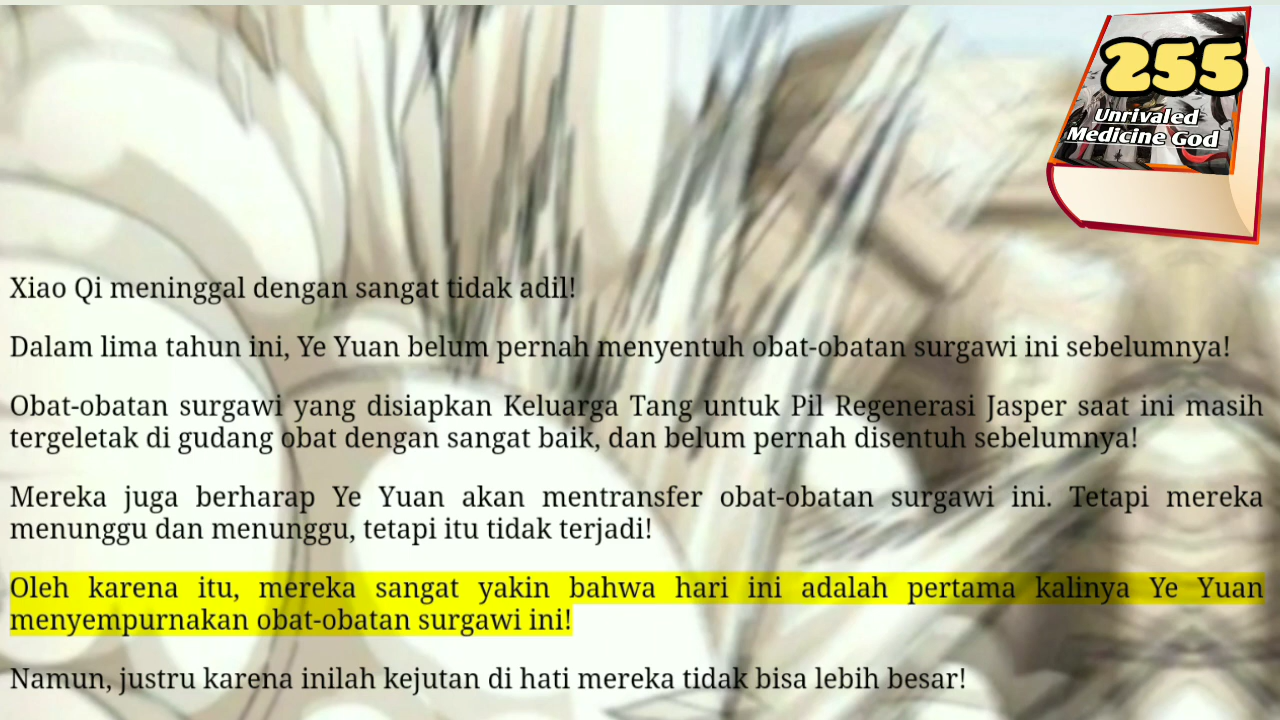 255
Unrivaled
Medicine God
Xiao Qi meninggal dengan sangat tidak adil!
Dalam lima tahun ini, Ye Yuan belum pernah menyentuh obat-obatan surgawi ini sebelumnya!
Obat-obatan surgawi yang disiapkan Keluarga Tang untuk Pil Regenerasi Jasper saat ini masih
tergeletak di gudang obat dengan sangat baik, dan belum pernah disentuh sebelumnya!
Mereka juga berharap Ye Yuan akan mentransfer obat-obatan surgawi ini. Tetapi mereka
menunggu dan menunggu, tetapi itu tidak terjadi!
Oleh karena itu, mereka sangat yakin bahwa hari ini adalah pertama kalinya Ye Yuan
menyempurnakan obat-obatan surgawi ini!
Namun, justru karena inilah kejutan di hati mereka tidak bisa lebih besar!